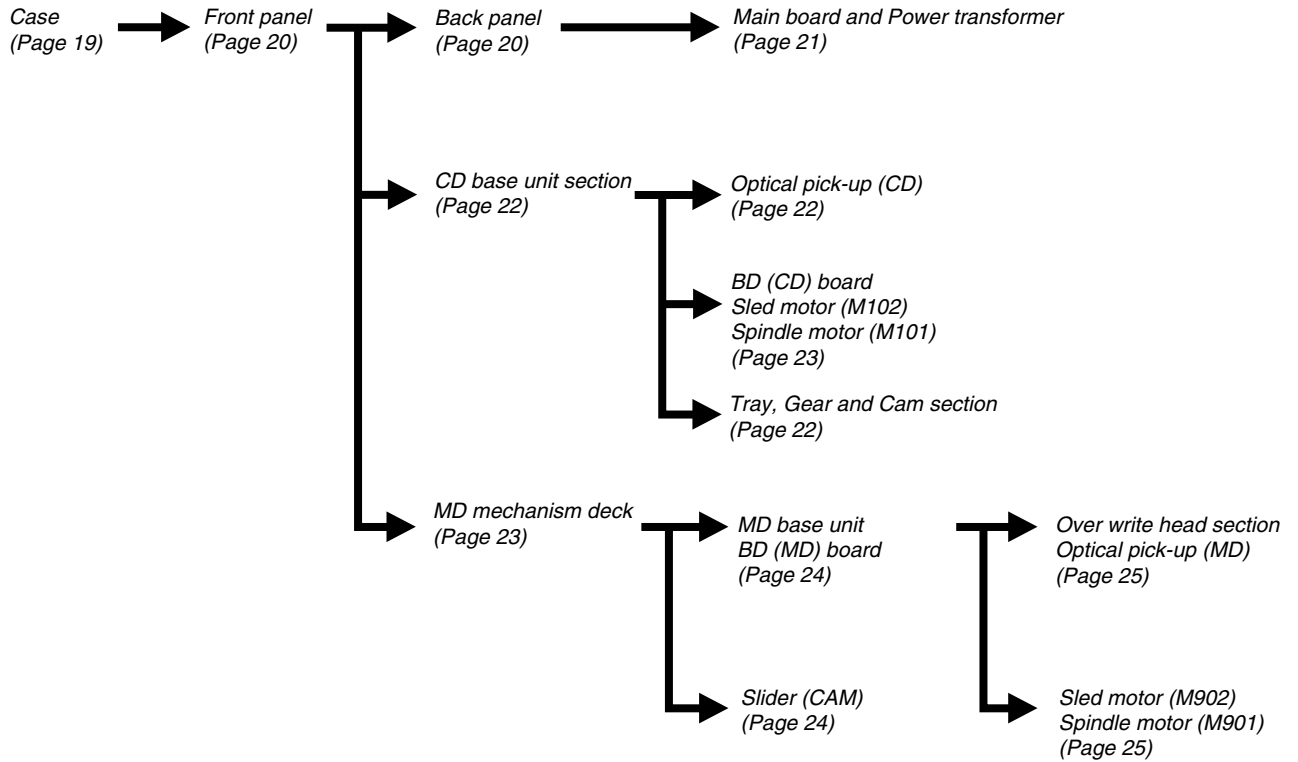 Case
(Page 19)
Front panel
(Page 20)
Back panel
(Page 20)
Main board and Power transformer
(Page 21)
CD base unit section
(Page 22)
Optical pick-up (CD)
(Page 22)
BD (CD) board
Sled motor (M102)
Spindle motor (M101)
(Page 23)
Tray, Gear and Cam section
(Page 22)
MD mechanism deck
(Page 23)
MD base unit
BD (MD) board
(Page 24)
Over write head section
Optical pick-up (MD)
(Page 25)
Slider (CAM)
(Page 24)
Sled motor (M902)
Spindle motor (M901)
(Page 25)